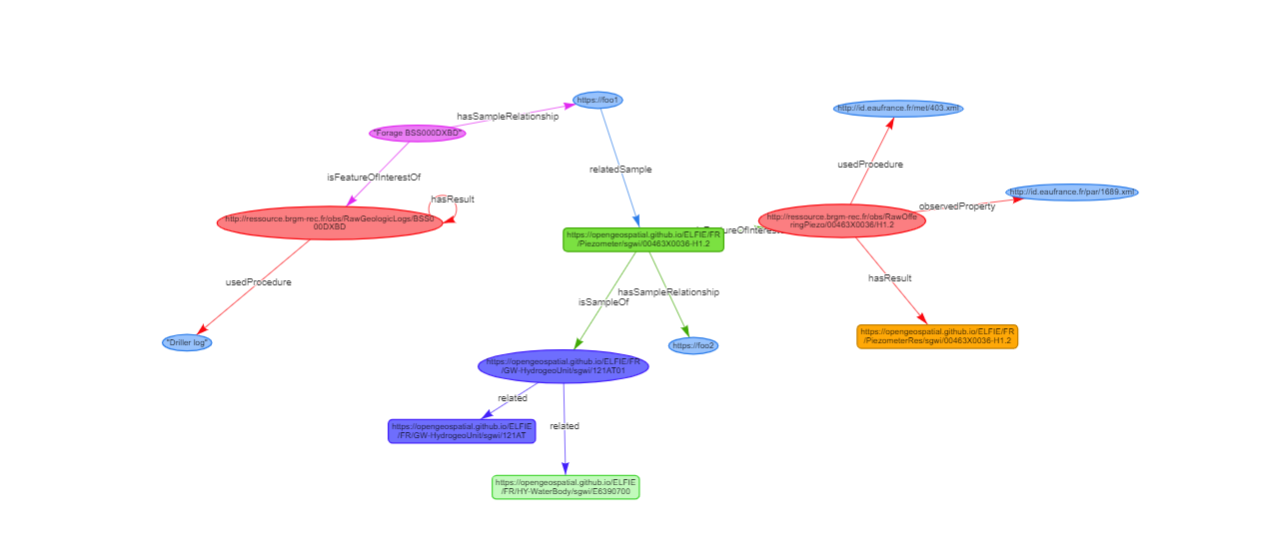 https://foo1
http://id.eaufrance.fr/met/403.xml
hasSampleRelationship
"Forage BSS000DXBD"
usedProcedure
relatedSample
isFeatureOfInterestOf
http://id.eaufrance.fr/par/1689.xml
hasResult
observedProperty
http://ressource.brgm-rec.fr/obs/RawGeologicLogs/BSS0
00DXBD
http://ressource.brgm-rec.fr/obs/RawOffe
ringPiezo/00463X0036/H1.2
https://opengeospatial.github.io/ELFIE/FR
/Piezometer/sgwi/00463X0036-H1.2
hasResult
usedProcedure
hasSampleRelationship
isSampleOf
https://opengeospatial.github.io/ELFIE/FR
/PiezometerRes/sgwi/00463X0036-H1.2
"Driller log"
https://foo2
https://opengeospatial.github.io/ELFIE/FR
/GW-HydrogeoUnit/sgwi/121AT01
related
https://opengeospatial.github.io/ELFIE
/FR/GW-HydrogeoUnit/sgwi/121AT
related
https://opengeospatial.github.io/ELFIE
/FR/HY-WaterBody/sgwi/E6390700